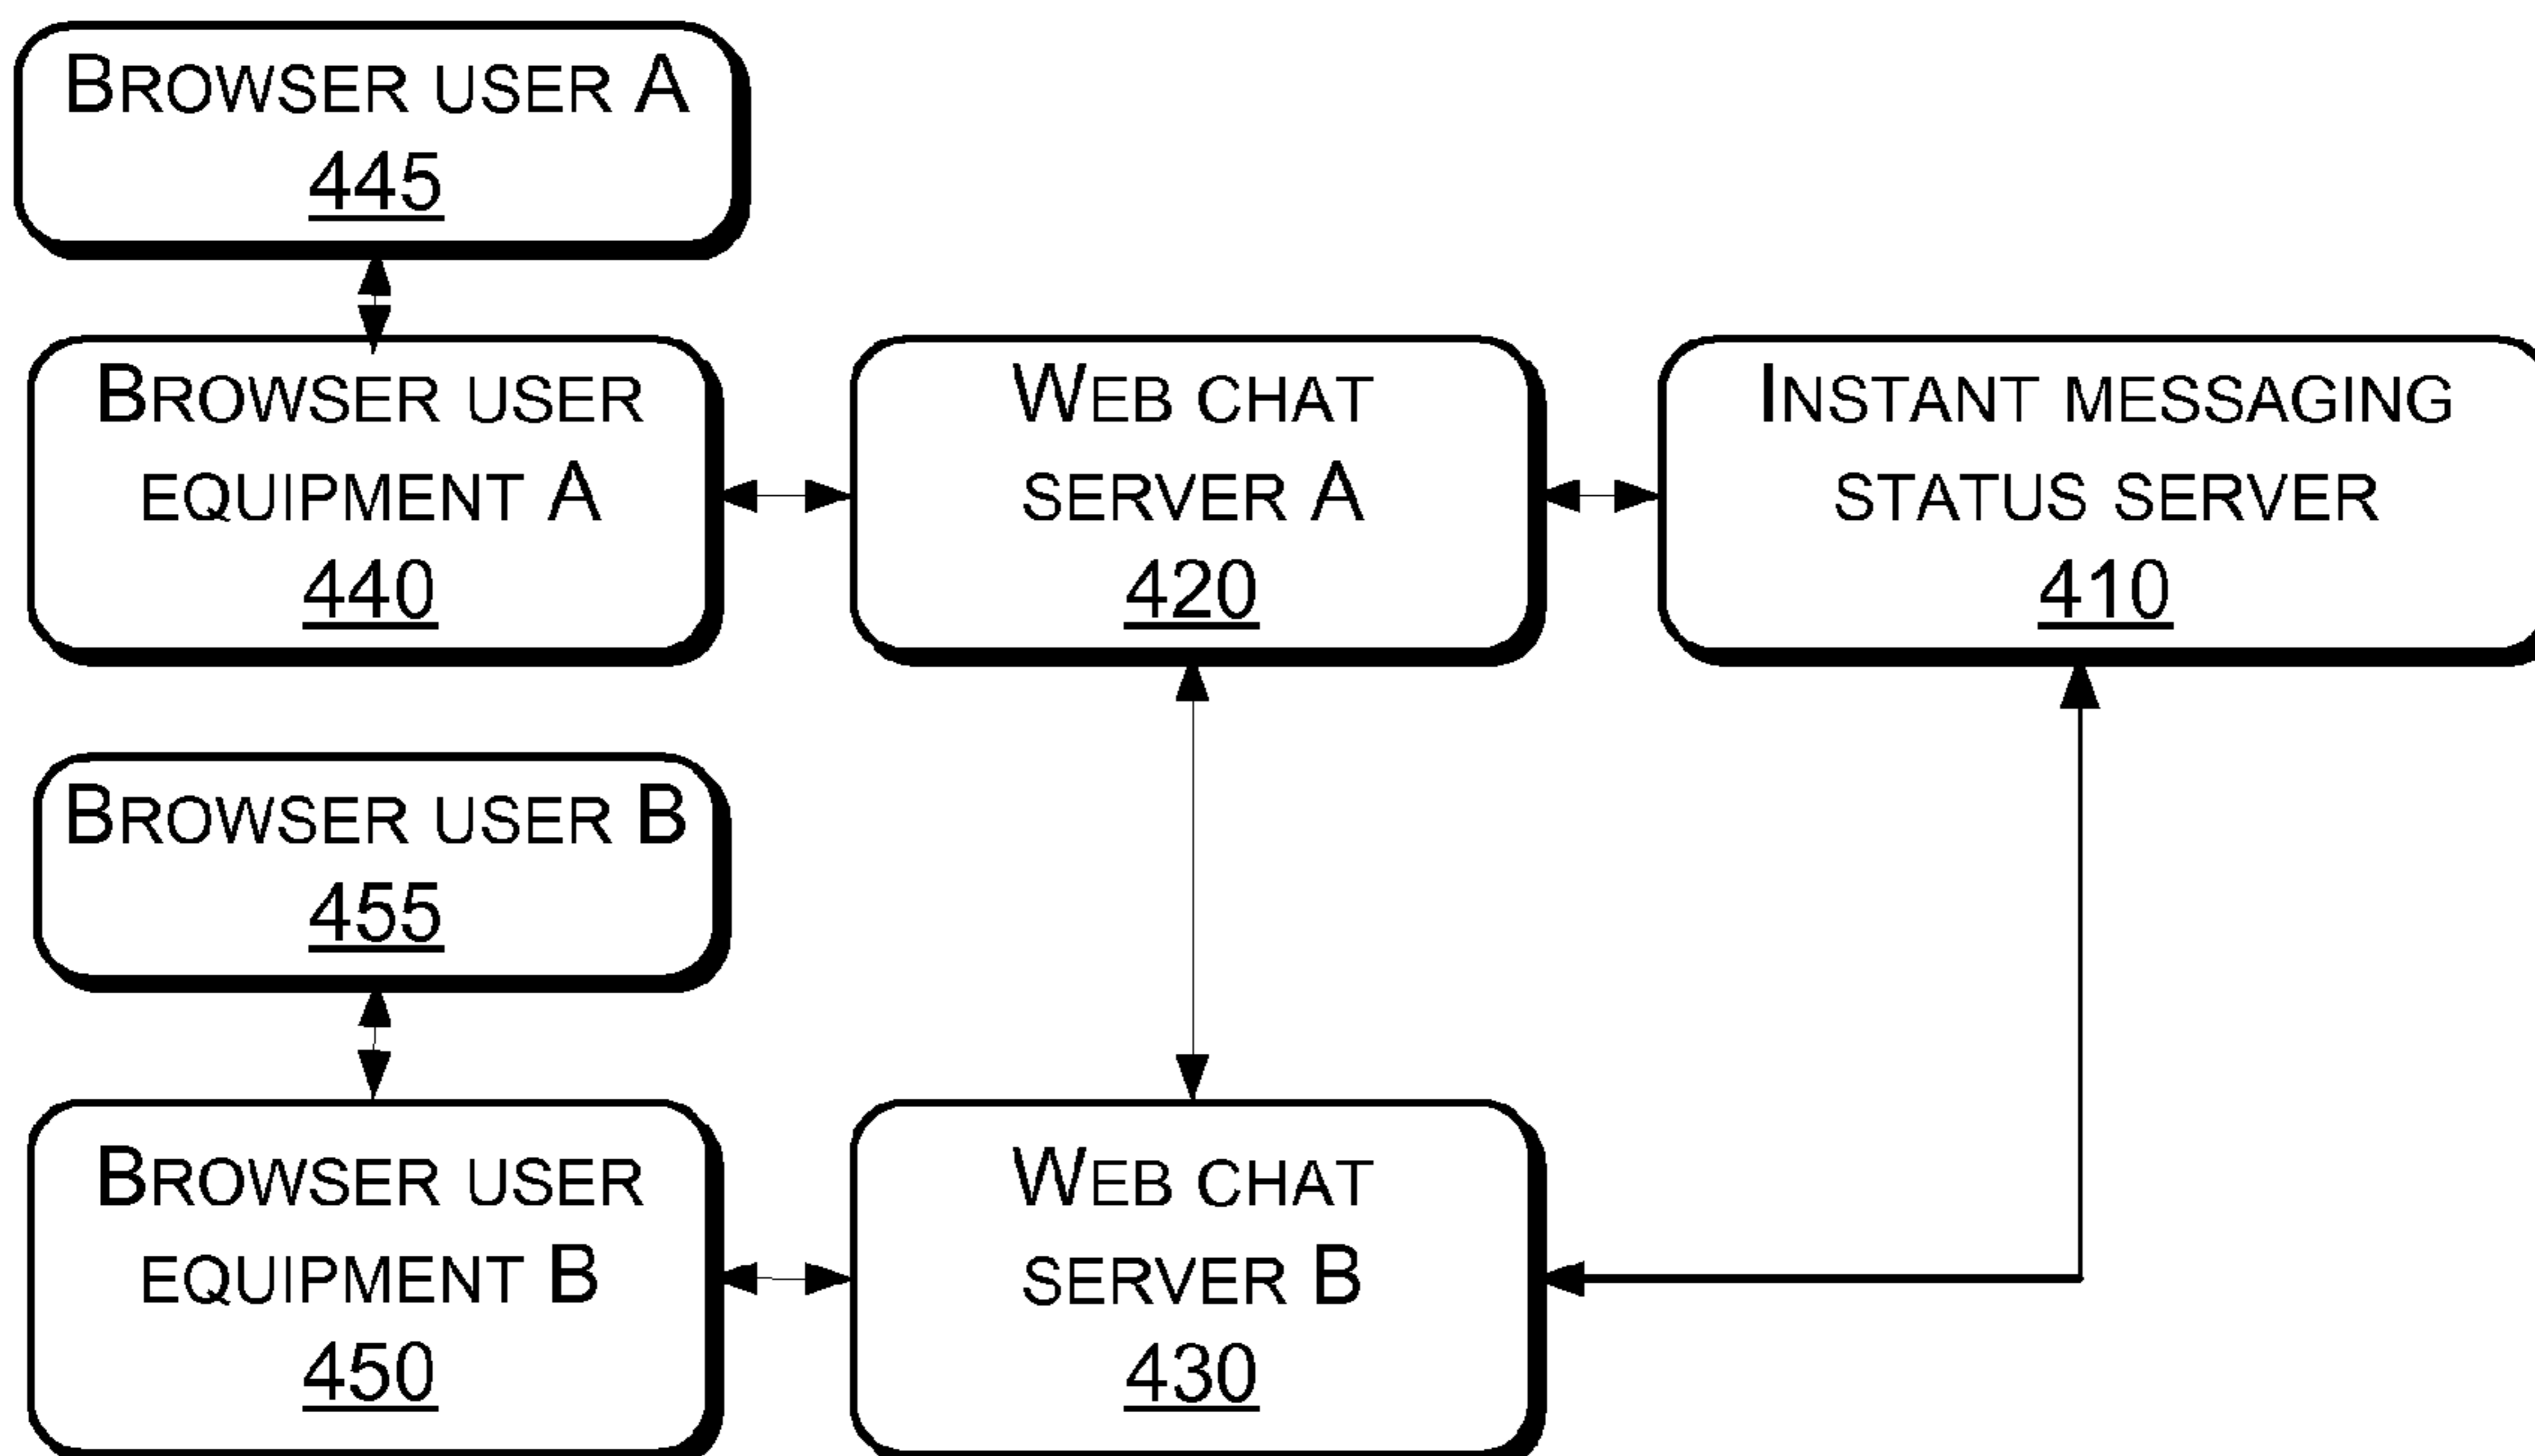 BROWSER USER A
445
BROWSER USER
EQUIPMENT A
440
WEB CHAT
SERVER A
420
INSTANT MESSAGING
STATUS SERVER
410
BROWSER USER B
455
BROWSER USER
EQUIPMENT B
450
WEB CHAT
SERVER B
430